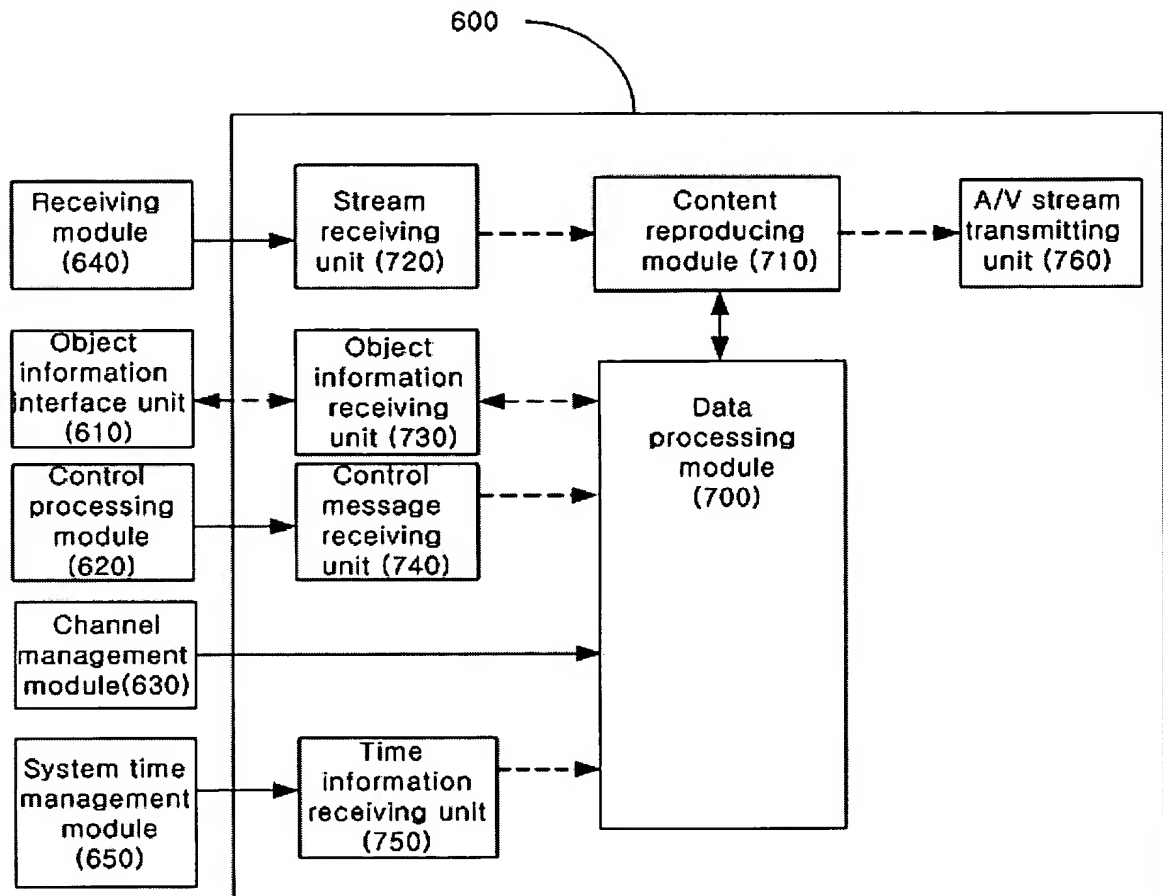 600
Receiving
module
(640)
Stream
receiving
unit (720)
Content
reproducing
module (710)
A/V stream
transmitting
unit (760)
Object
information
interface unit
(610)
Object
information
receiving
unit (730)
Data
processing
module
(700)
Control
processing
module
(620)
Control
message
receiving
unit (740)
Channel
management
module(630)
System time
management
module
(650)
Time
information
receiving unit
(750)